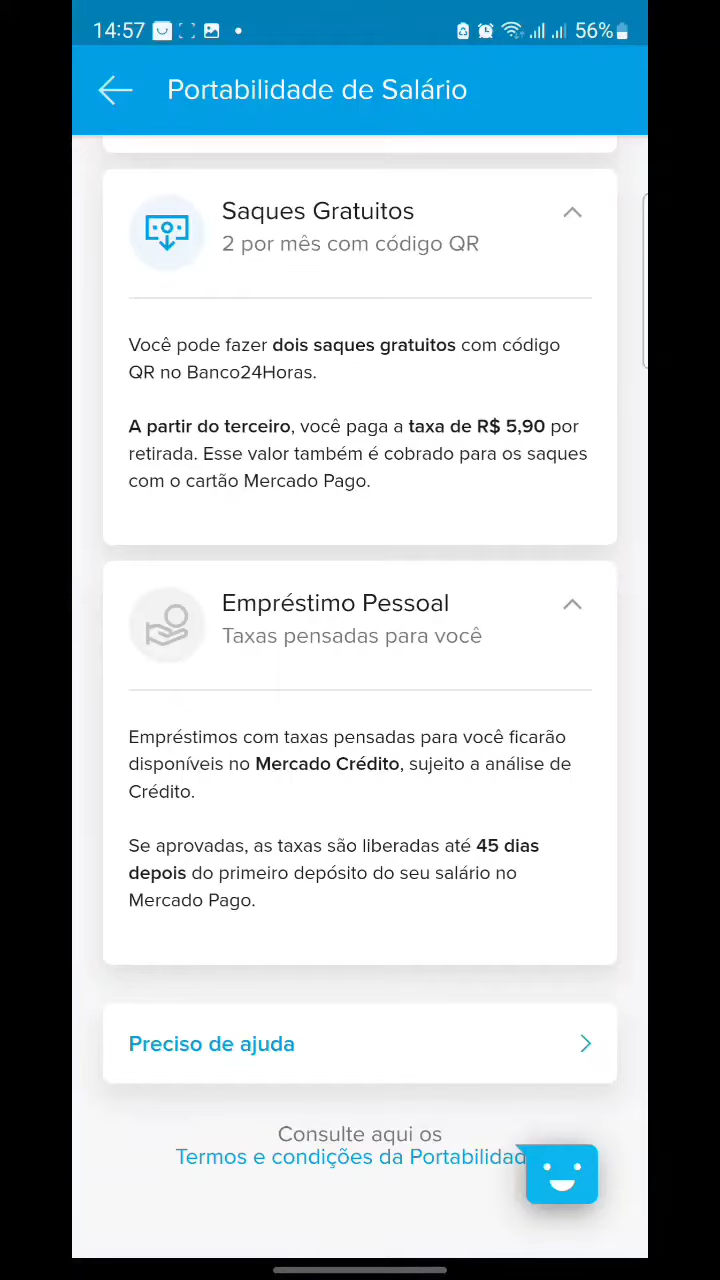 14:57
56%
Portabilidade de Salário
Saques Gratuitos
2 por mês com código QR
Você pode fazer dois saques gratuitos com código
QR no Banco24Horas.
A partir do terceiro, você paga a taxa de R$ 5,90 por
retirada. Esse valor também é cobrado para os saques
com o cartão Mercado Pago.
Empréstimo Pessoal
Taxas pensadas para você
Empréstimos com taxas pensadas para você ficarão
disponíveis no Mercado Crédito, sujeito a análise de
Crédito.
Se aprovadas, as taxas são liberadas até 45 dias
depois do primeiro depósito do seu salário no
Mercado Pago.
Preciso de ajuda
Consulte aqui os
Termos e condições da Portabilidad